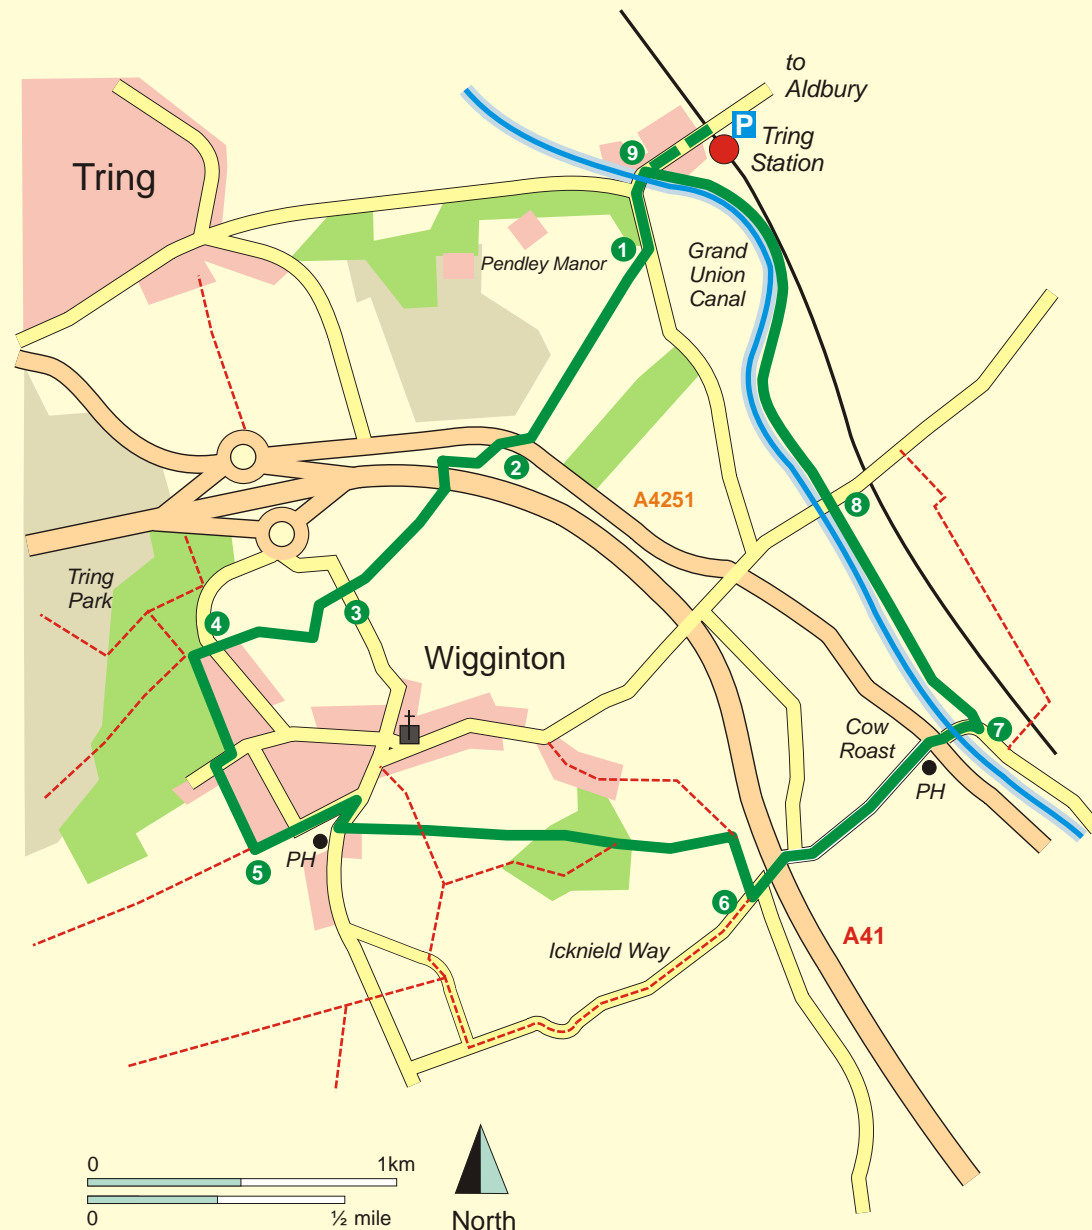 to
Aldbury
P
Tring
Station
9
Tring
1
Pendley Manor
Grand
Union
Canal
2
A4251
8
Tring
Park
4
3
Wigginton
Cow
Roast
7
PH
PH
5
6
Icknield Way
A41
0 1km
0 ½ mile
North